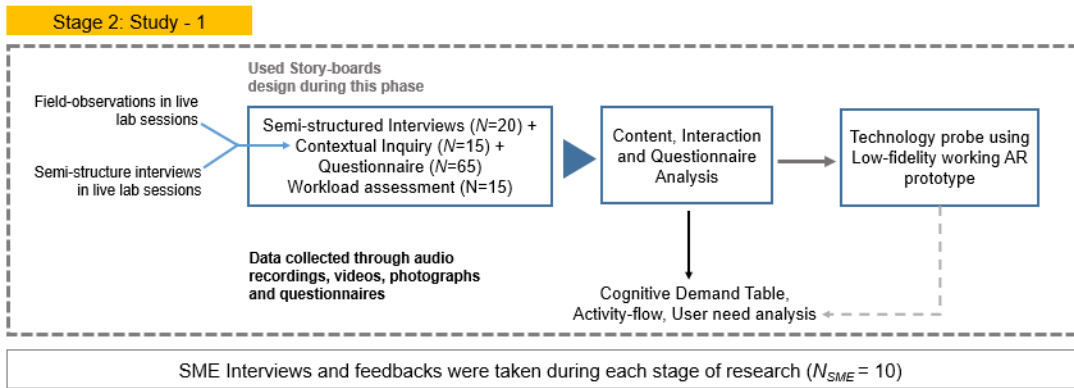 Stage 2: Study - 1
Used Story-boards
design during this phase
Field-observations in live
lab sessions
Semi-structure interviews
in live lab sessions
Semi-structured Interviews (N=20) +
Contextual Inquiry (N=15) +
Questionnaire (N=65)
Workload assessment (N=15)
Content, Interaction
and Questionnaire
Analysis
Technology probe using
Low-fidelity working AR
prototype
Data collected through audio
recordings, videos, photographs
and questionnaires
Cognitive Demand Table,
Activity-flow, User need analysis
SME Interviews and feedbacks were taken during each stage of research (NSME = 10)